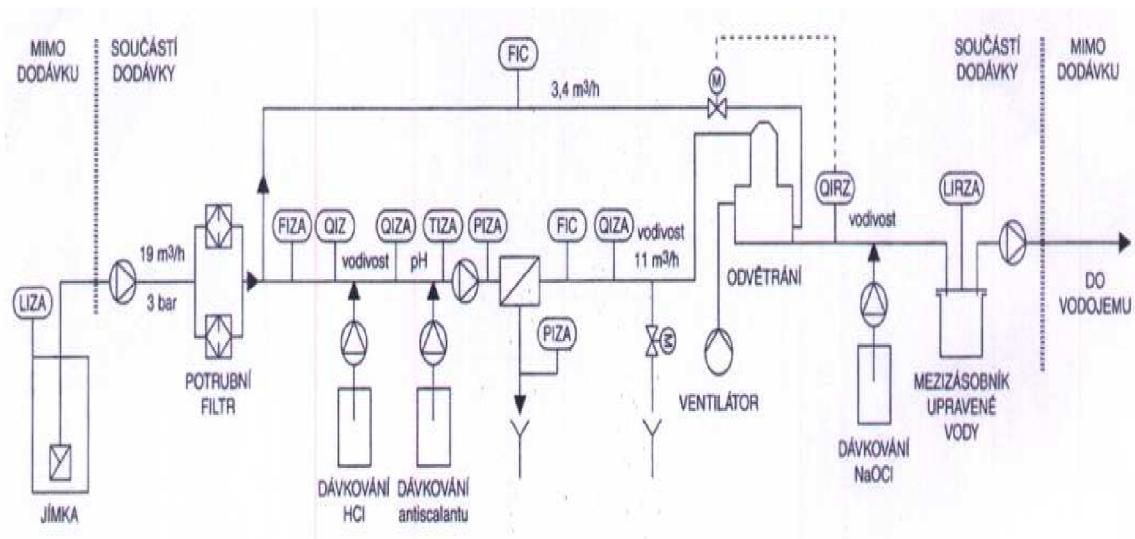 MIMO
DODÁVKU
SOUČÁSTÍ
DODÁVKY
SOUČÁSTÍ
DODÁVKY
MIMO
DODÁVKU
FIC
M
3,4 m³/h
QIRZ
LIRZA
vodivost
FIZA
QIZ
QIZA
TIZA
PIZA
FIC
QIZA
vodivost
11 m³/h
vodivost
pH
19 m³/h
3 bar
LIZA
ODVĚTRÁNÍ
DO
VODOJEMU
PIZA
M
POTRUBNÍ
FILTR
VENTILÁTOR
MEZIZÁSOBNÍK
UPRAVENÉ
VODY
DÁVKOVÁNÍ
NaOCl
DÁVKOVÁNÍ
HCl
DÁVKOVÁNÍ
antiscalantu
JÍMKA